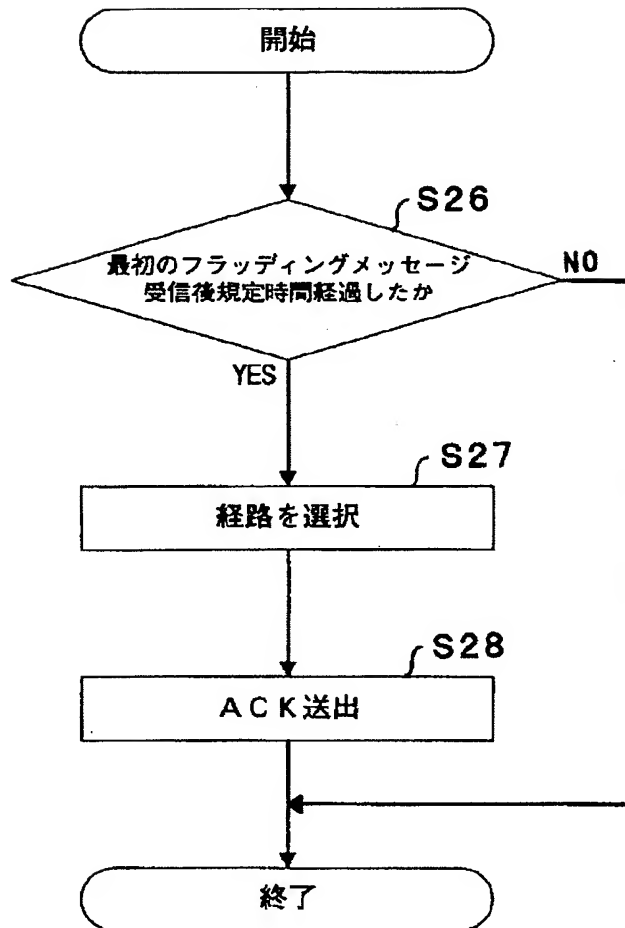 開始
S26
最初のフラッディングメッセージ
受信後規定時間経過したか
NO
YES
S27
経路を選択
S28
ACK送出
終了